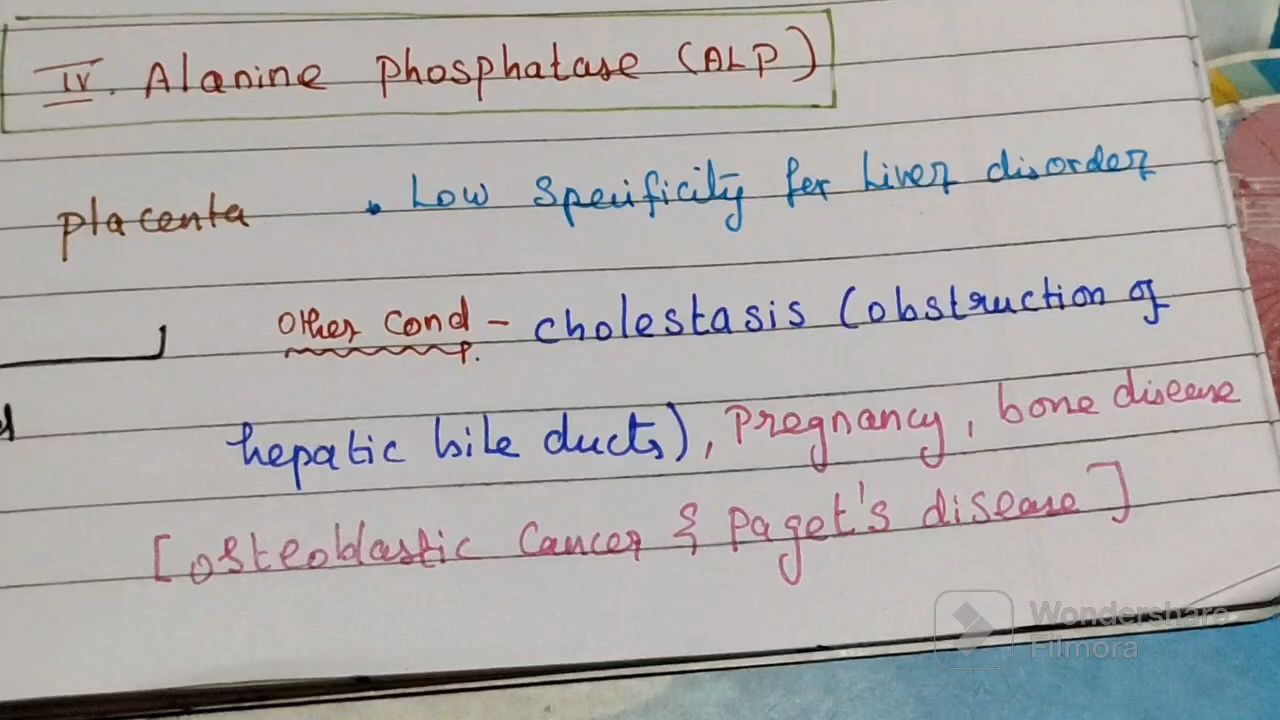 IV. Alanine phosphatase (ALP)
placenta • Low Specificity for Liver disorder
Other Cond - cholestasis (obstruction of
hepatic bile ducts), pregnancy, bone disease
[osteoblastic cancer & paget's disease]
Wondershare
Filmora